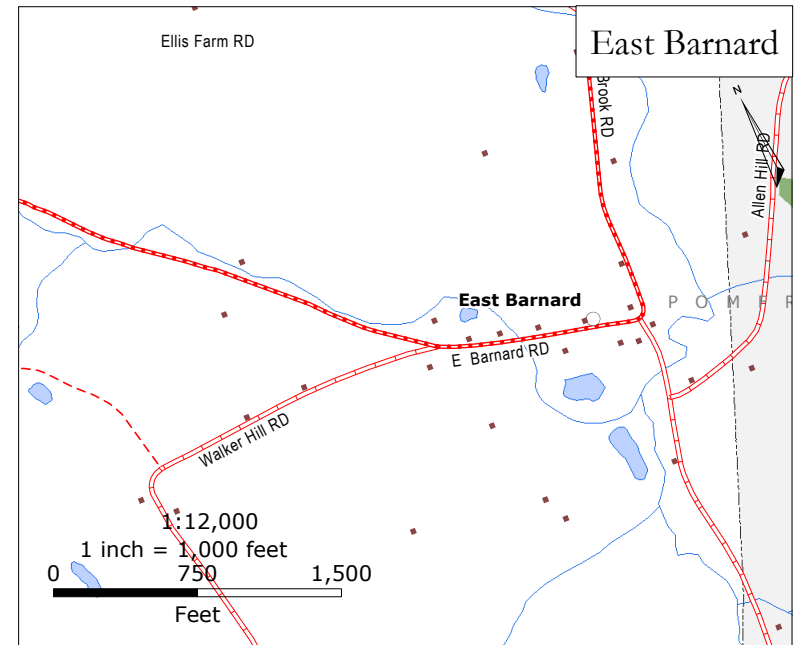 East Barnard
Ellis Farm RD
Brook RD
N
Allen Hill RD
East Barnard
P O M F R
E Barnard RD
Walker Hill RD
1:12,000
1 inch = 1,000 feet
0 750 1,500
Feet